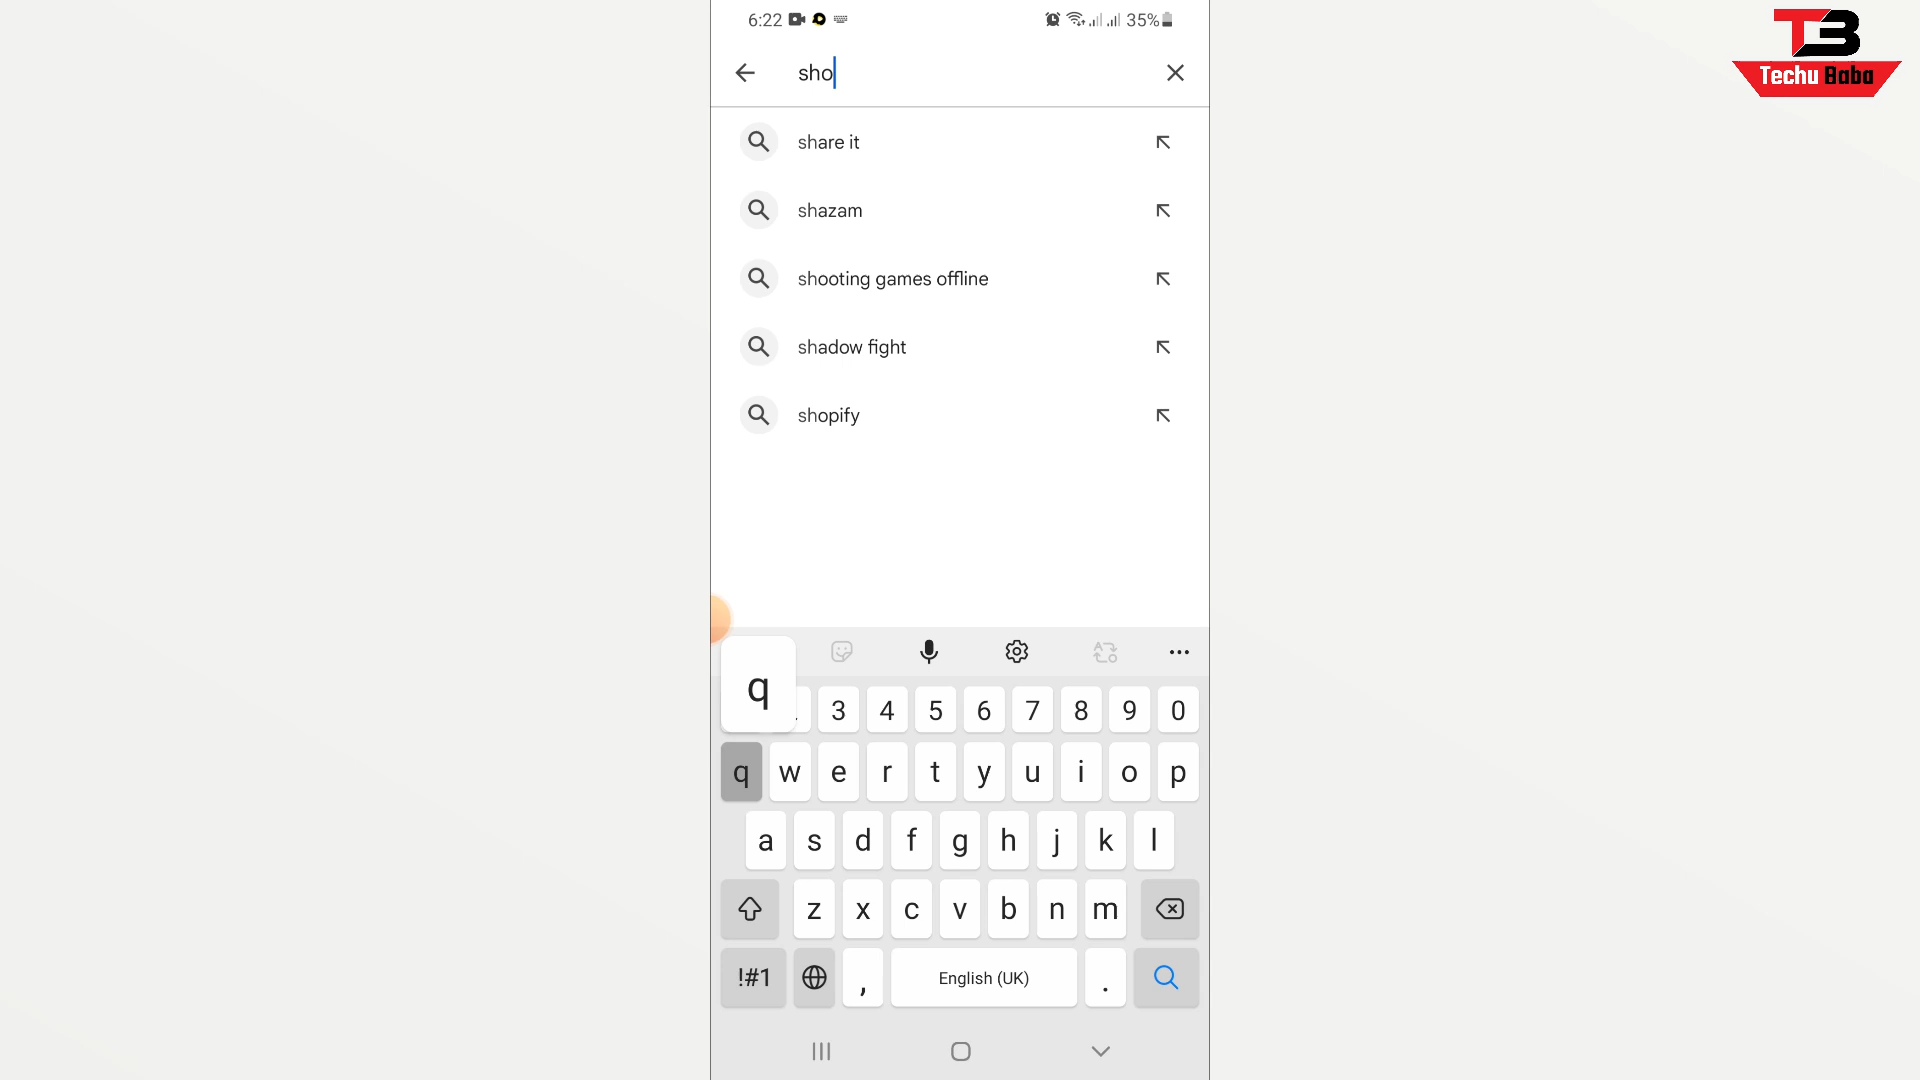 6:22 35%
TB
Techu Baba
sho
share it
shazam
shooting games offline
shadow fight
shopify
q
3 4 5 6 7 8 9 0
q w e r t y u i o p
a s d f g h j k l
z x c v b n m
!#1 , English (UK) .